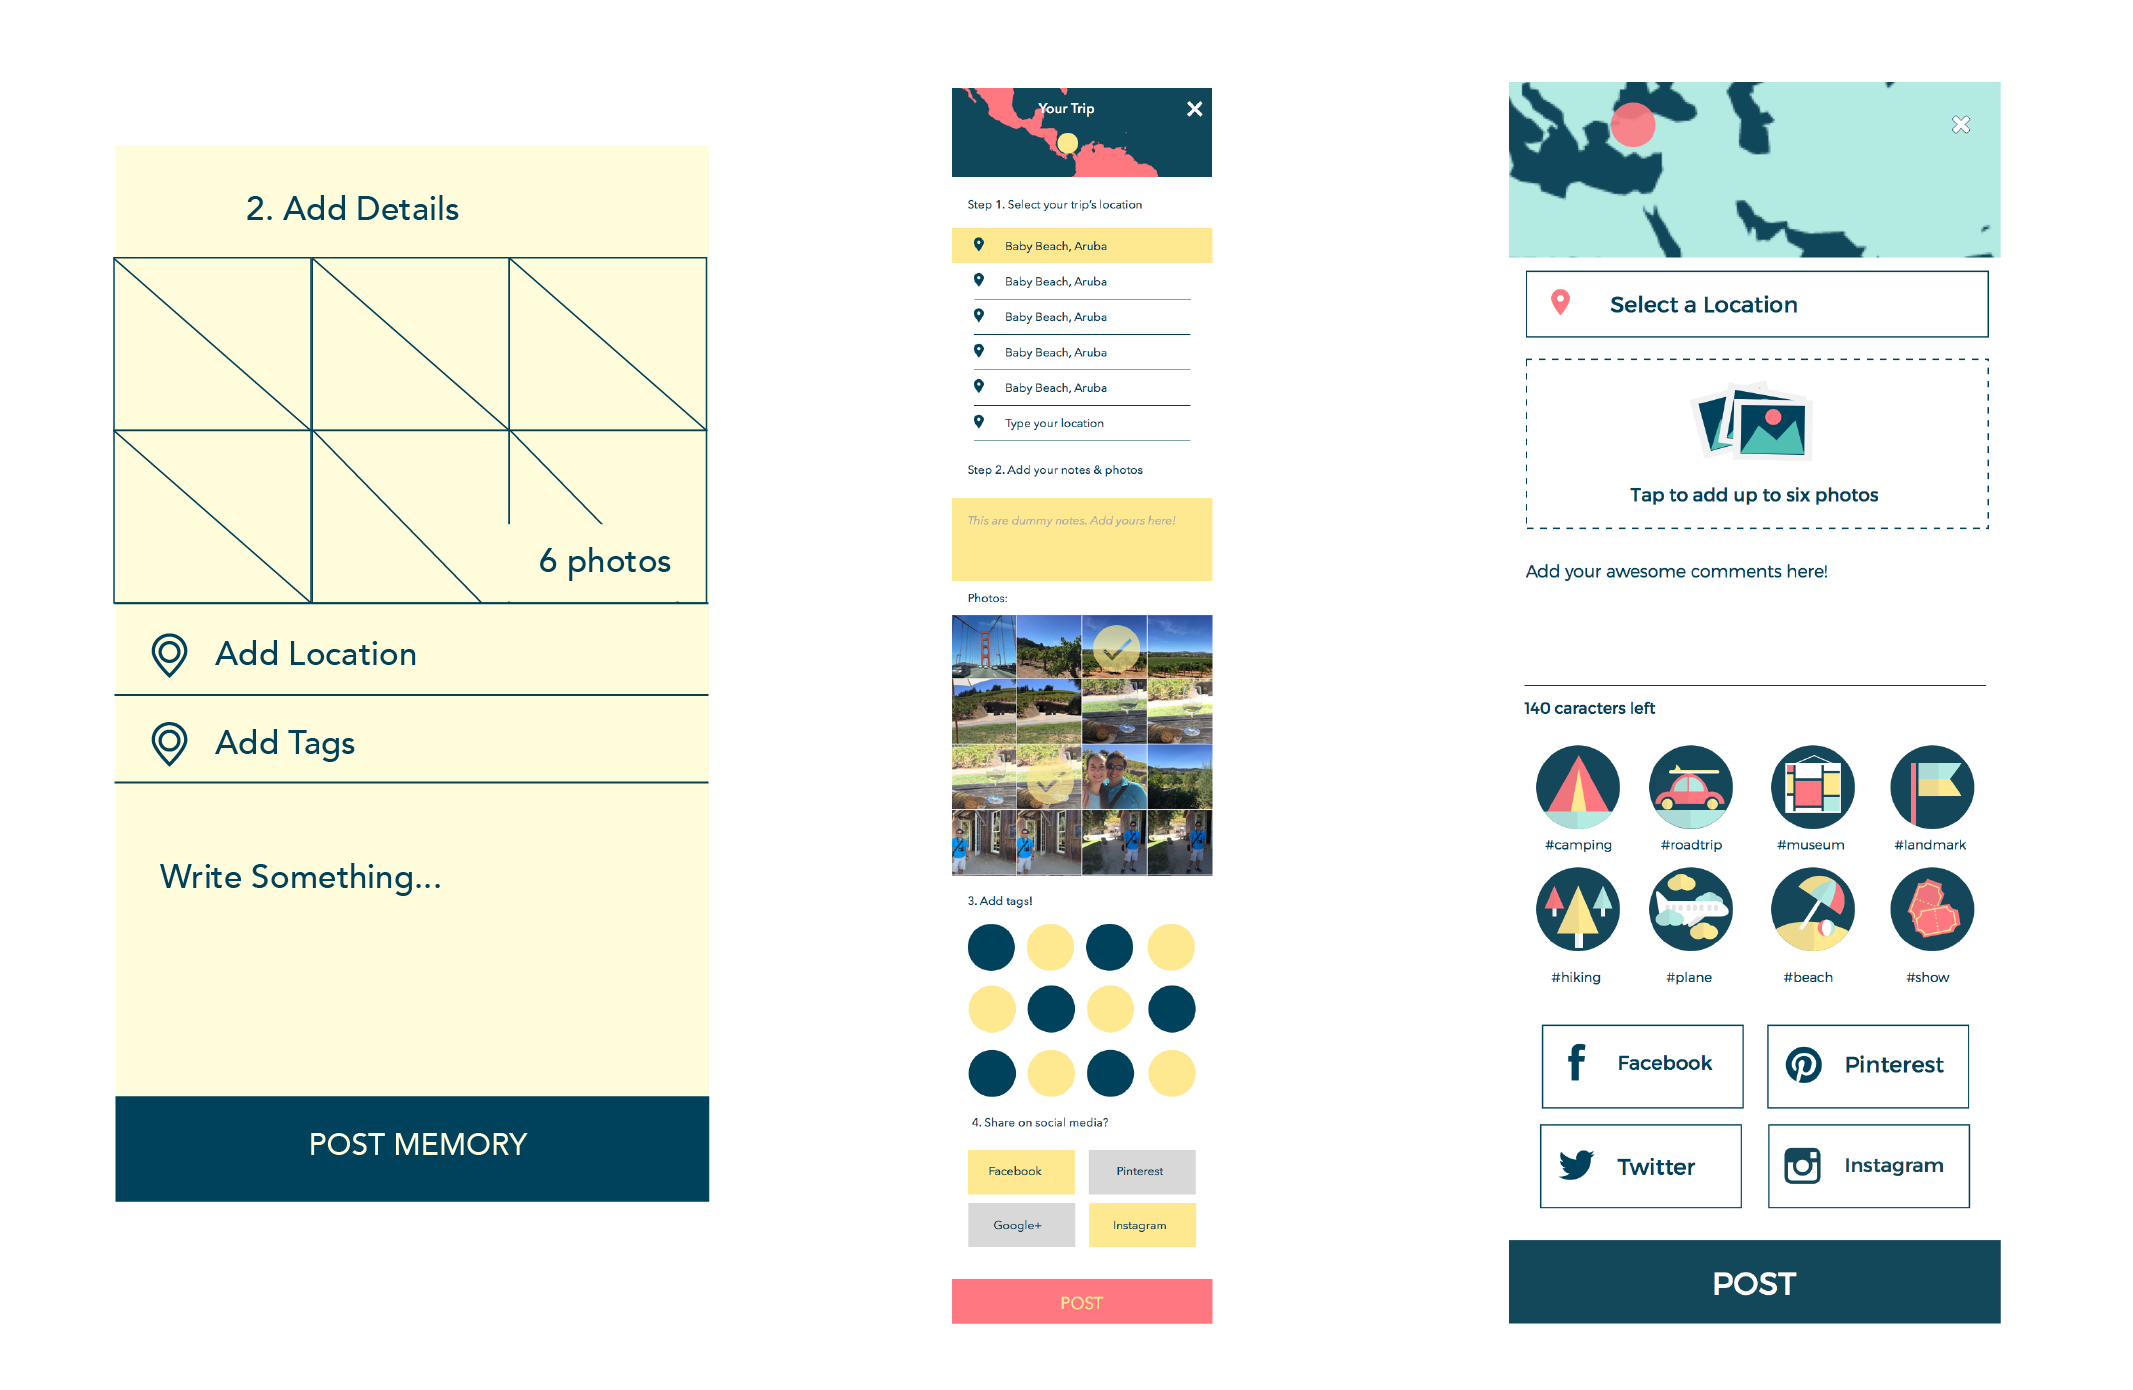 2. Add Details
6 photos
Add Location
Add Tags
Write Something...
POST MEMORY
Your Trip
Step 1. Select your trip's location
Baby Beach, Aruba
Baby Beach, Aruba
Baby Beach, Aruba
Baby Beach, Aruba
Baby Beach, Aruba
Type your location
Step 2. Add your notes & photos
This are dummy notes. Add yours here!
Photos:
3. Add tags!
4. Share on social media?
Facebook
Pinterest
Google+
Instagram
POST
Select a Location
Tap to add up to six photos
Add your awesome comments here!
140 caracters left
#camping
#roadtrip
#museum
#landmark
#hiking
#plane
#beach
#show
Facebook
Pinterest
Twitter
Instagram
POST